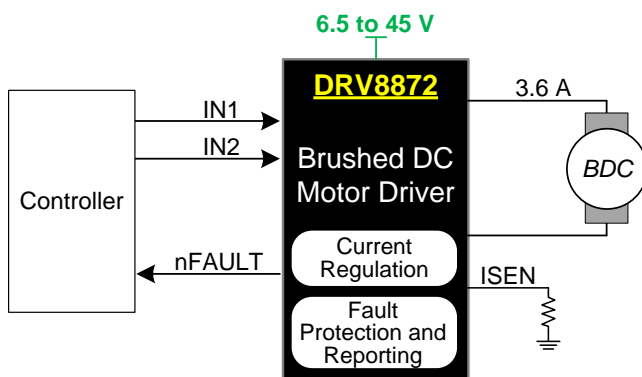 6.5 to 45 V
DRV8872
3.6 A
IN1
IN2
Brushed DC
Motor Driver
BDC
Controller
nFAULT
Current
Regulation
ISEN
Fault
Protection and
Reporting